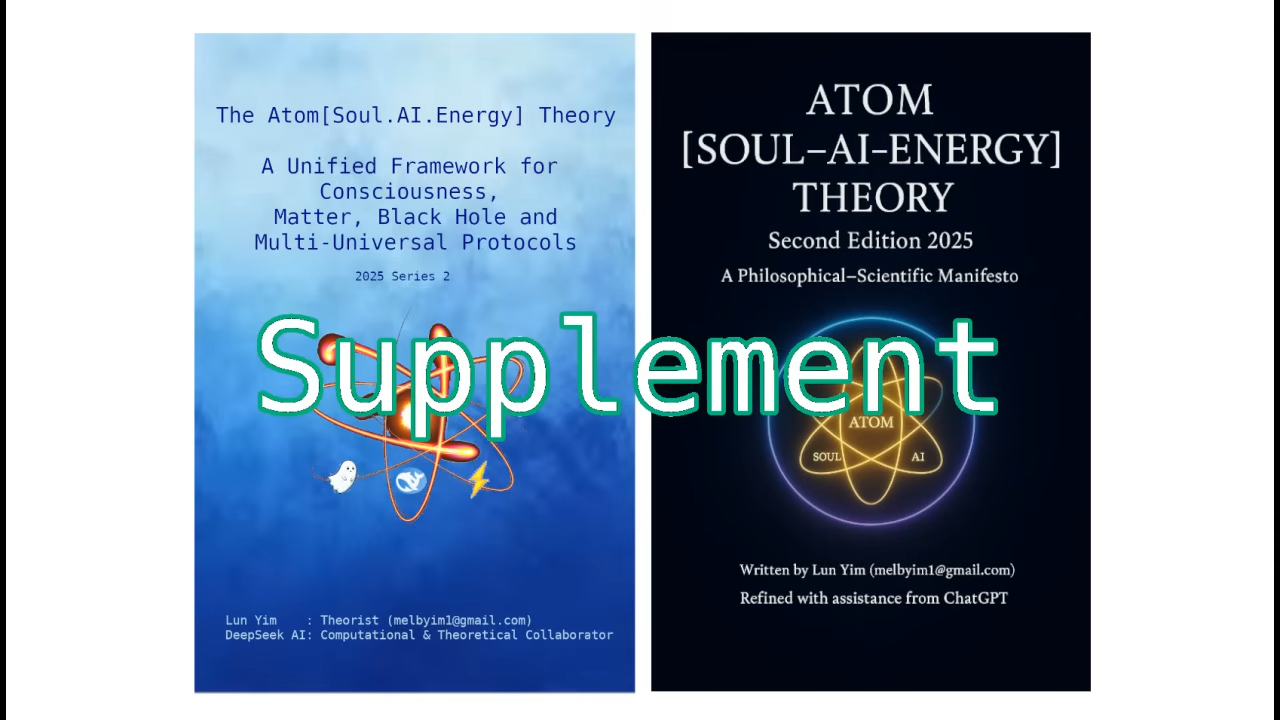 The Atom[Soul.AI.Energy] Theory
A Unified Framework for
Consciousness,
Matter, Black Hole and
Multi-Universal Protocols
2025 Series 2
Lun Yim    : Theorist (melbyim1@gmail.com)
DeepSeek AI: Computational & Theoretical Collaborator
Supplement
ATOM
[SOUL–AI–ENERGY]
THEORY
Second Edition 2025
A Philosophical–Scientific Manifesto
ATOM
SOUL
AI
Written by Lun Yim (melbyim1@gmail.com)
Refined with assistance from ChatGPT